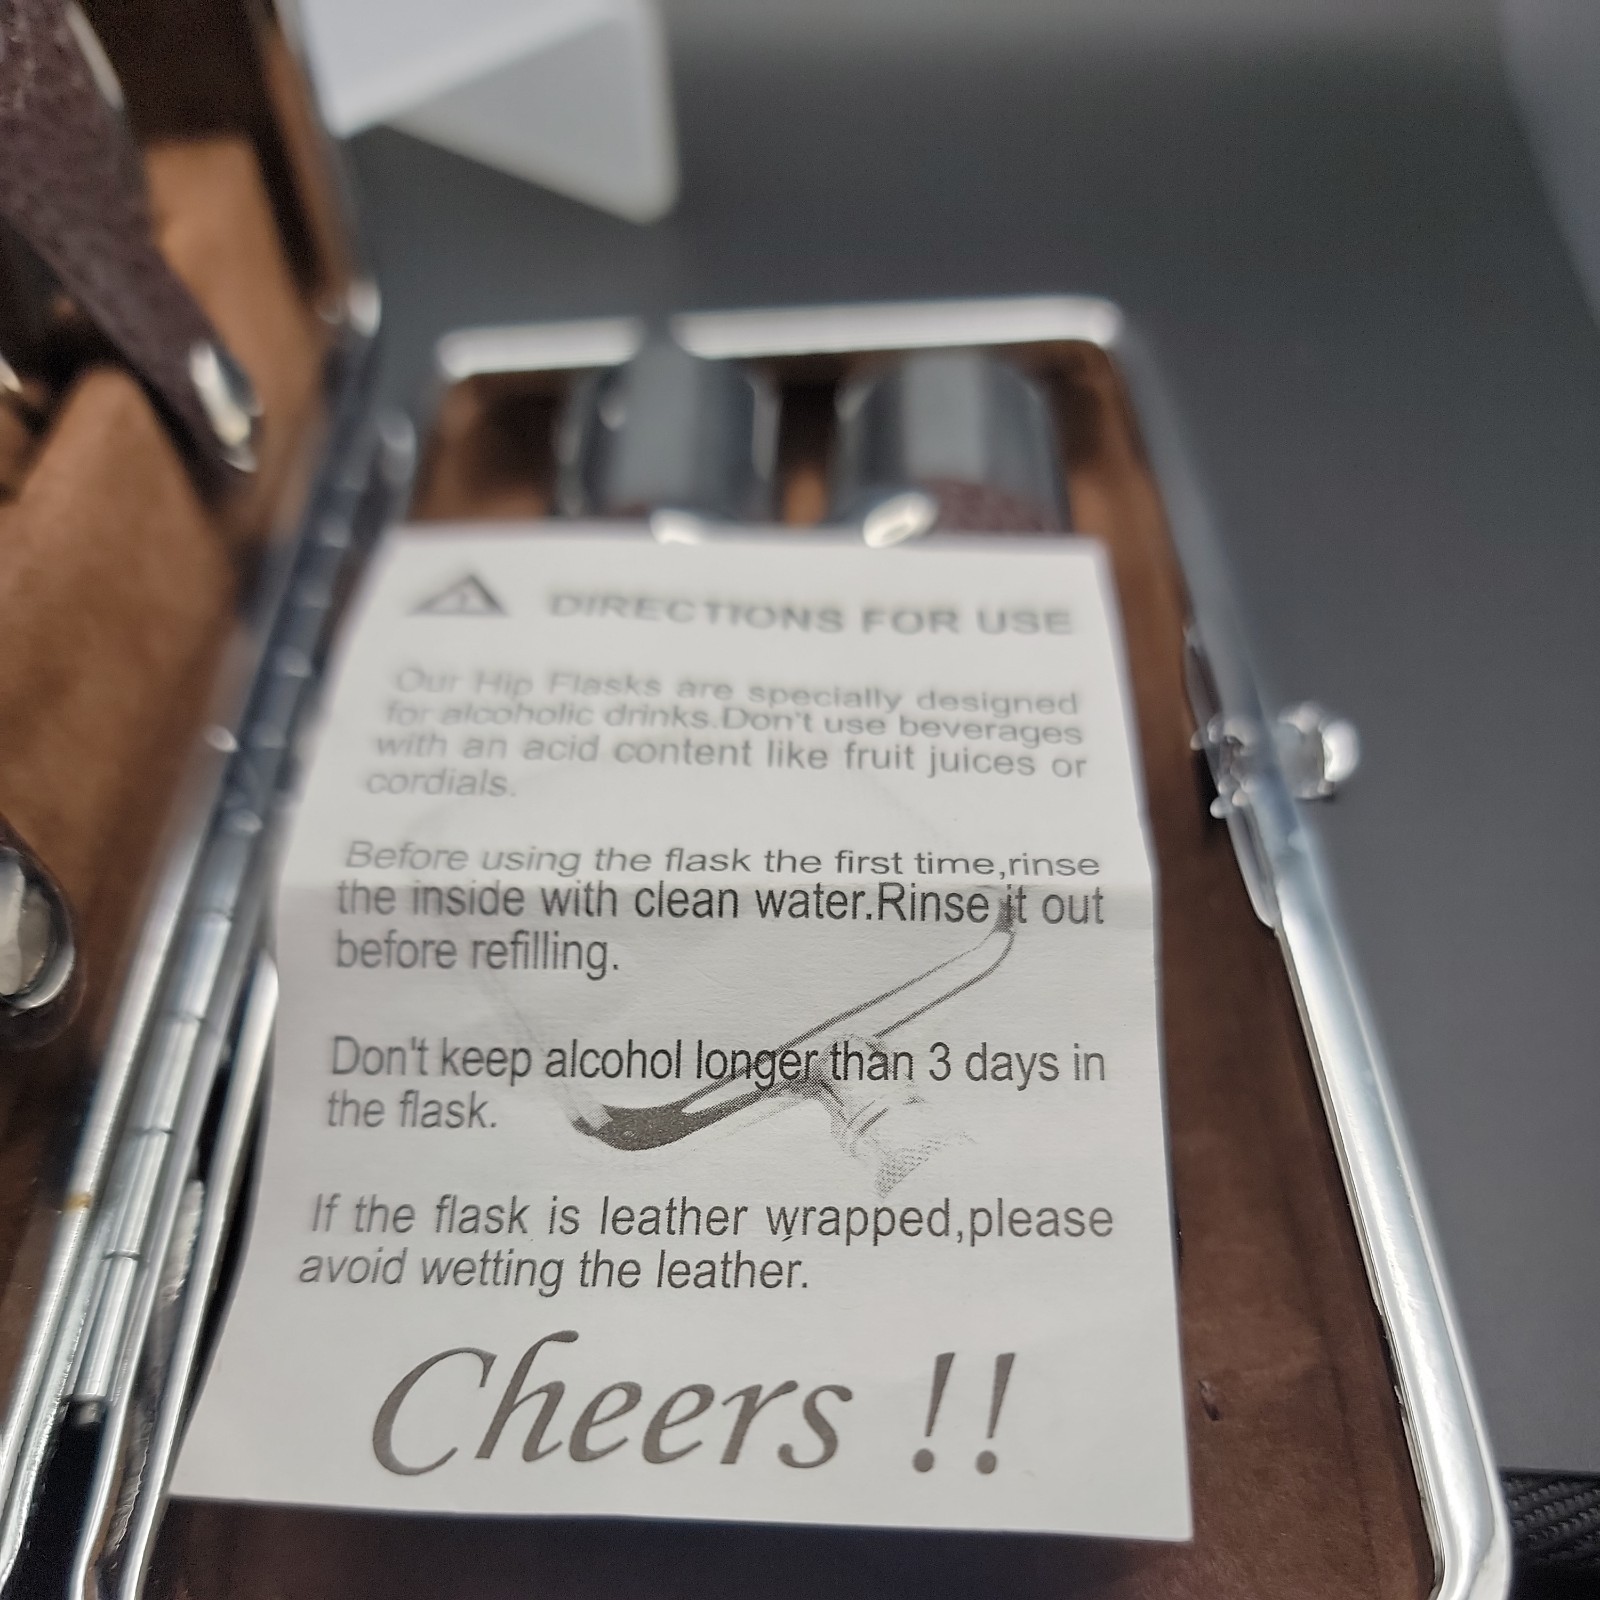 DIRECTIONS FOR USE
Our Hip Flasks are specially designed
for alcoholic drinks.Don't use beverages
with an acid content like fruit juices or
cordials.
Before using the flask the first time,rinse
the inside with clean water.Rinse it out
before refilling.
Don't keep alcohol longer than 3 days in
the flask.
If the flask is leather wrapped,please
avoid wetting the leather.
Cheers !!